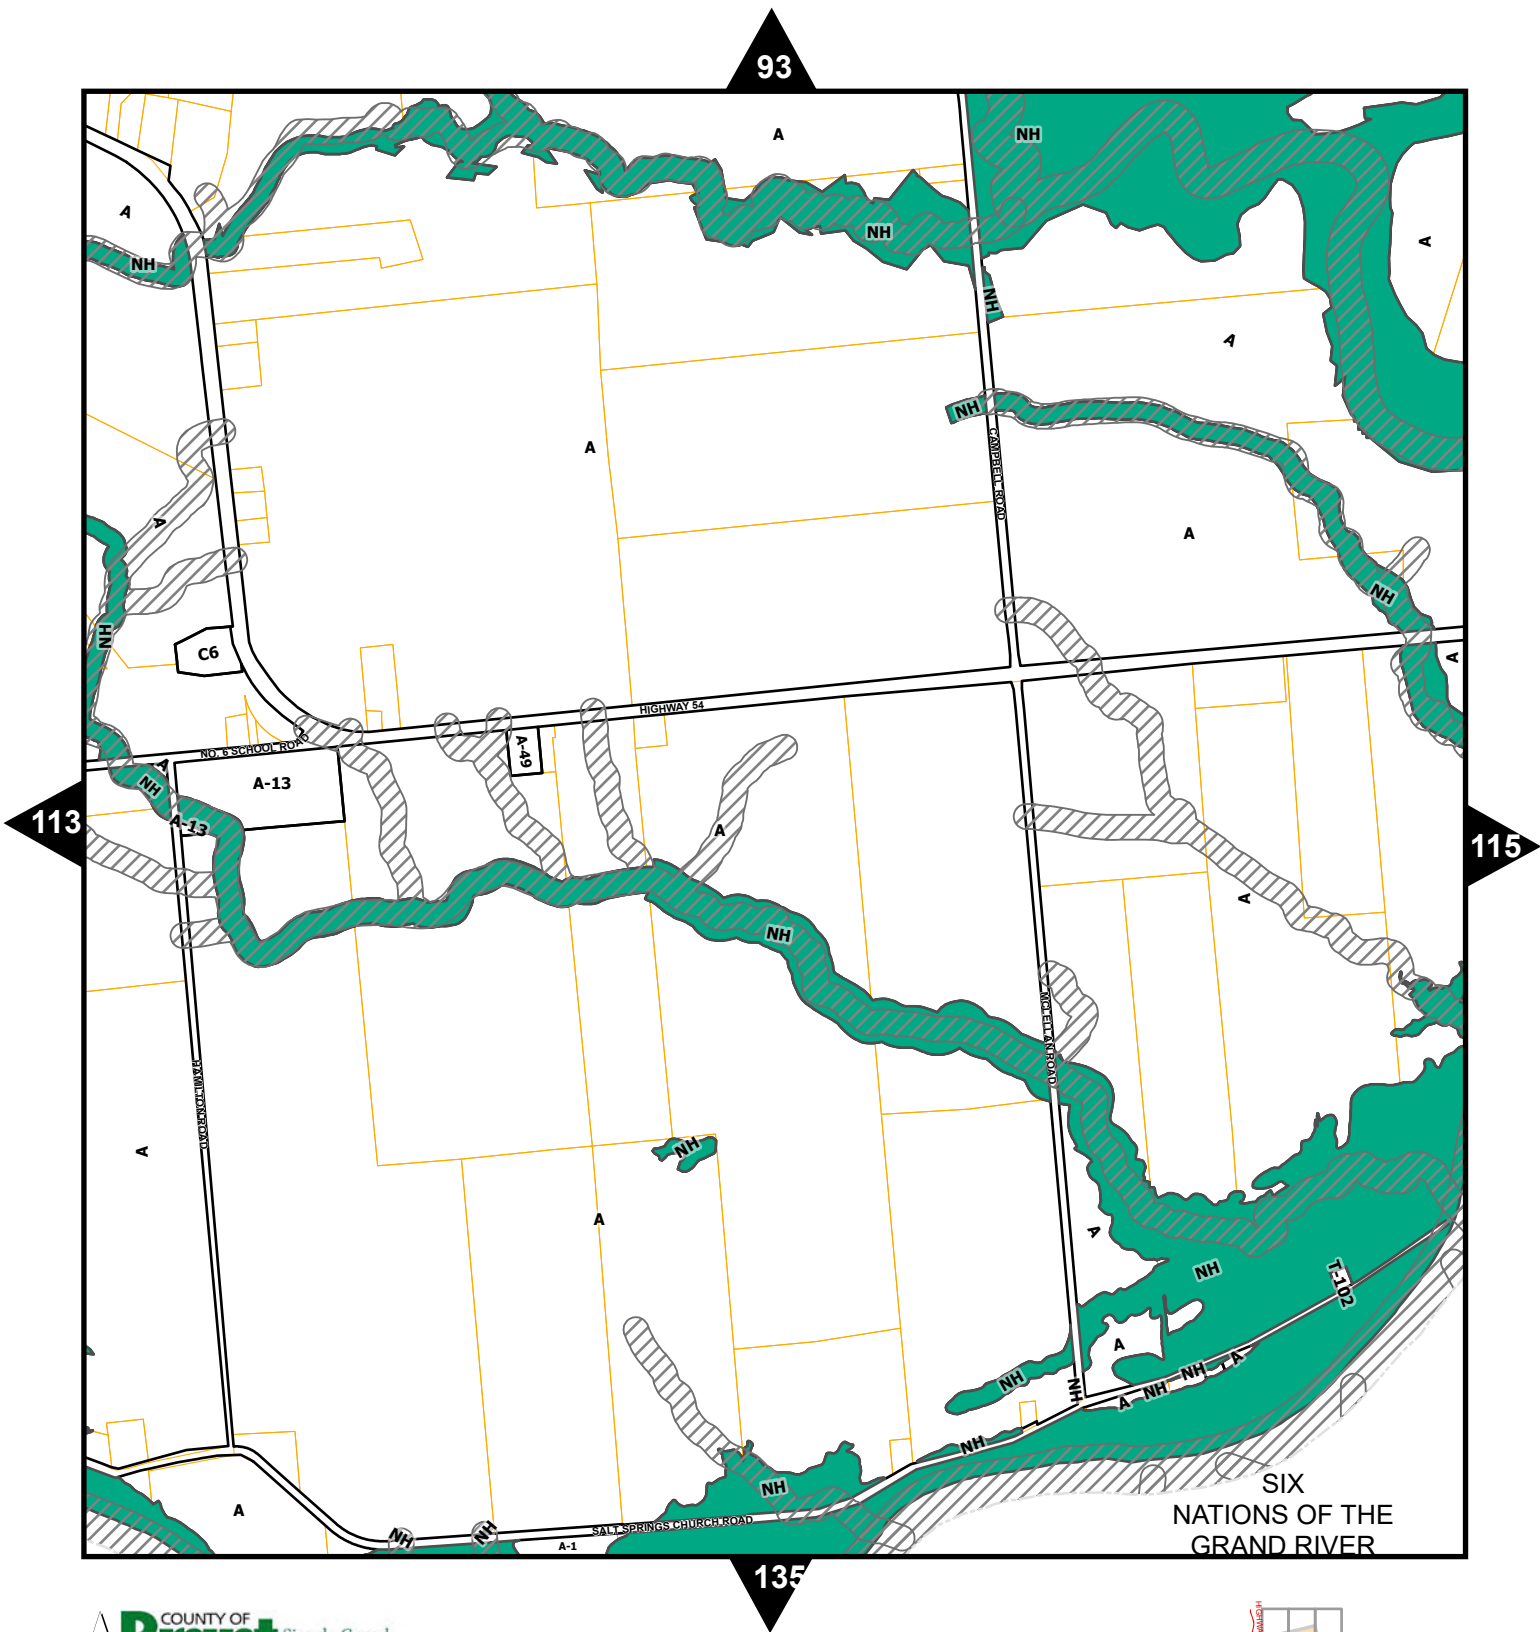 93
A
NH
A
NH
NH
A
NH
A
NH
A
CAMPBELL ROAD
A
A
NH
NH
C6
A
HIGHWAY 54
NO. 6 SCHOOL ROAD
A
A-49
NH
A-13
A-13
A
113
115
A
NH
MCLELLAN ROAD
HAMILTON ROAD
A
NH
A
A
NH
T-102
A
A
NH
NH
NH
NH
A
NH
NH
SIX
NATIONS OF THE
GRAND RIVER
A
NH
NH
SALT SPRINGS CHURCH ROAD
A-1
135
COUNTY OF
Brant